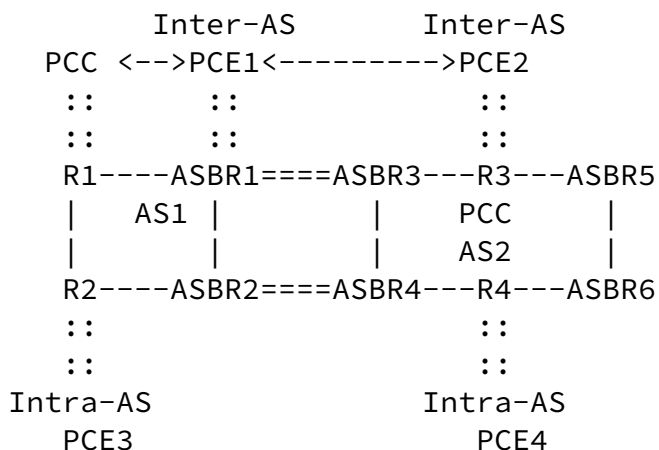 Inter-AS          Inter-AS
     PCC <-->PCE1<--------->PCE2
      ::       ::              ::
      ::       ::              ::
      R1----ASBR1====ASBR3---R3---ASBR5
      |   AS1 |        |    PCC     |
      |       |        |    AS2     |
      R2----ASBR2====ASBR4---R4---ASBR6
      ::                     ::
      ::                     ::
   Intra-AS               Intra-AS
     PCE3                   PCE4